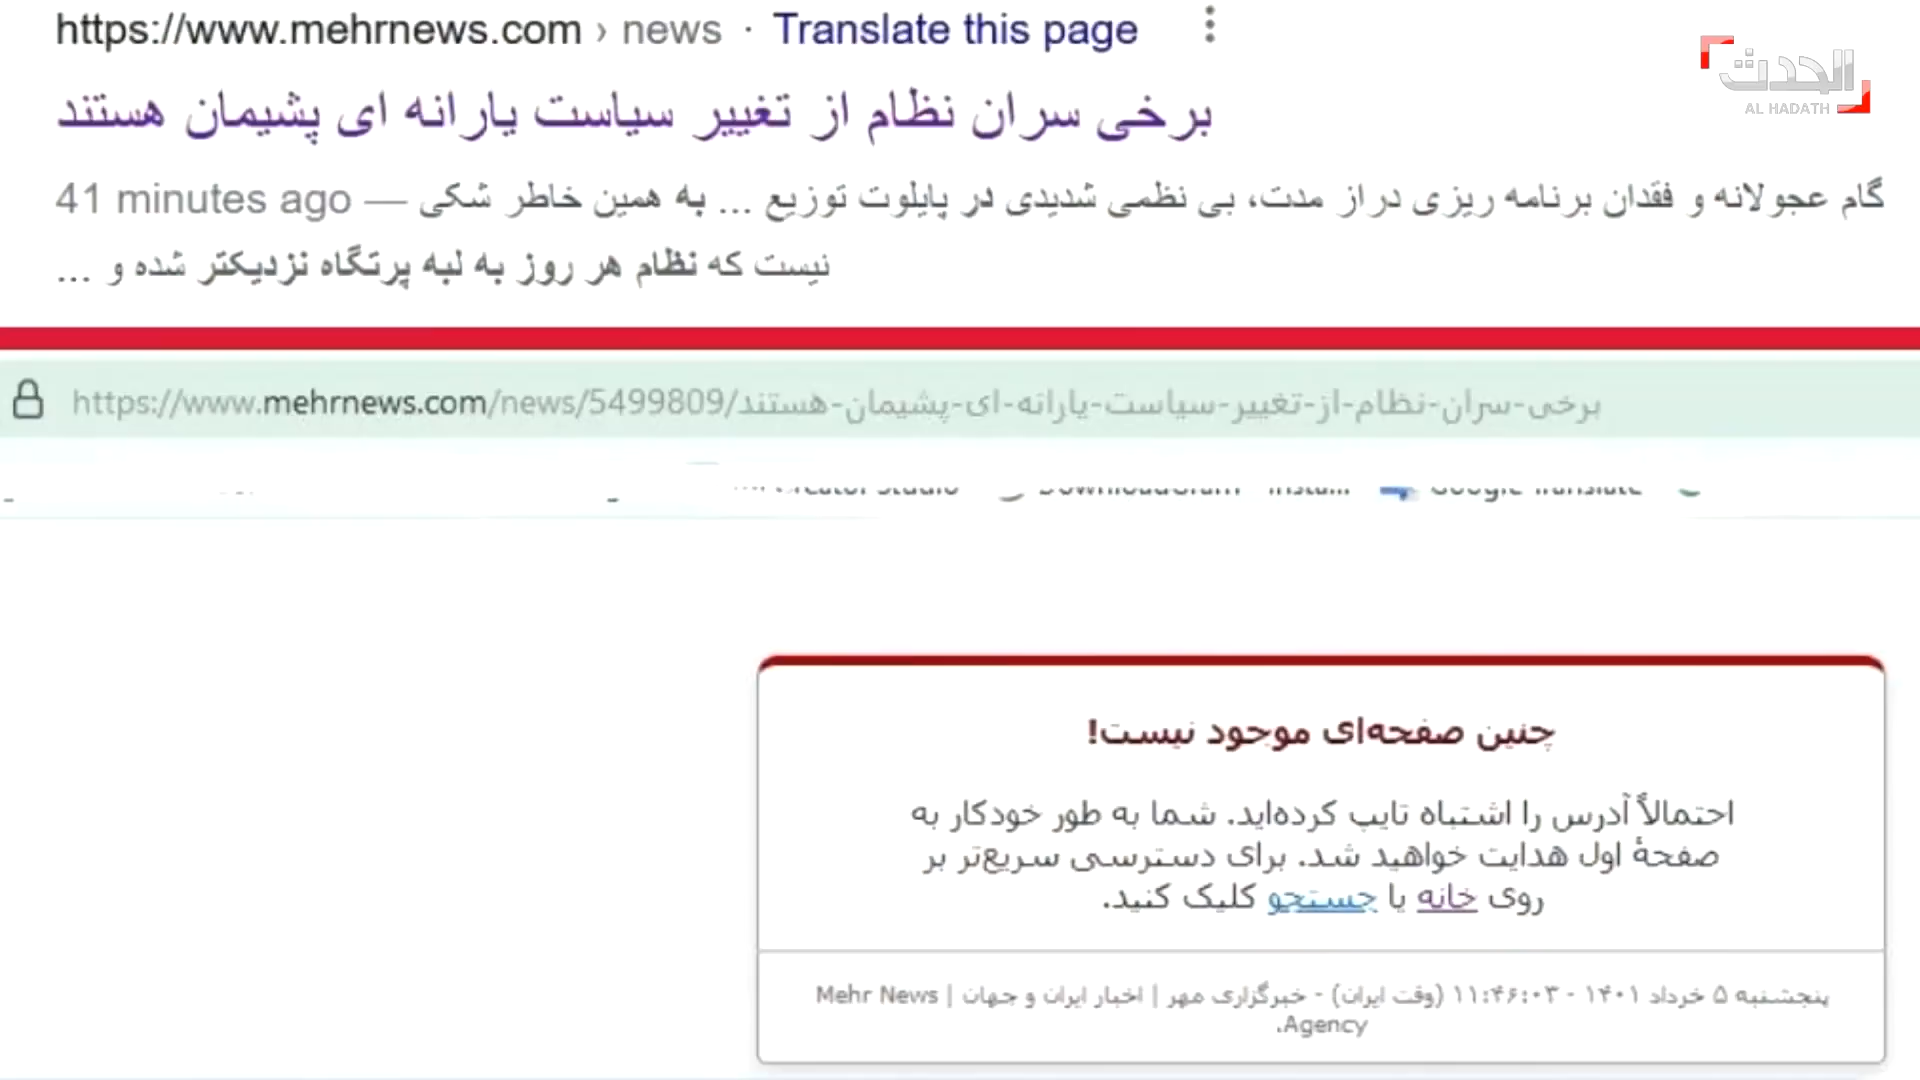 https://www.mehrnews.com › news · Translate this page
الحدث
AL HADATH
برخی سران نظام از تغییر سیاست یارانه ای پشیمان هستند
41 minutes ago — گام عجولانه و فقدان برنامه ریزی دراز مدت، بی نظمی شدیدی در پایلوت توزیع ... به همین خاطر شکی
نیست که نظام هر روز به لبه پرتگاه نزدیکتر شده و ...
https://www.mehrnews.com/news/5499809/برخی-سران-نظام-از-تغییر-سیاست-یارانه-ای-پشیمان-هستند
Google Translate
چنین صفحه‌ای موجود نیست!
احتمالاً آدرس را اشتباه تایپ کرده‌اید. شما به طور خودکار به
صفحهٔ اول هدایت خواهید شد. برای دسترسی سریع‌تر بر
روی خانه یا جستجو کلیک کنید.
پنجشنبه ۵ خرداد ۱۴۰۱ - ۱۱:۴۶:۰۳ (وقت ایران) - خبرگزاری مهر | اخبار ایران و جهان | Mehr News
Agency.